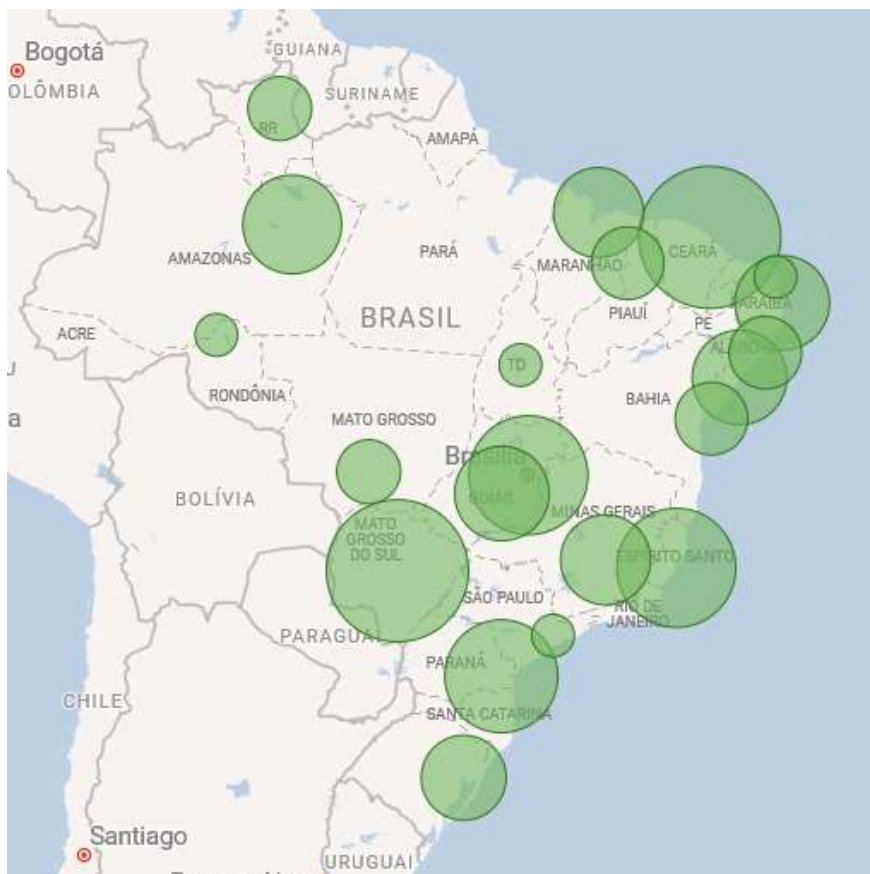 GUIANA
Bogotá
OLÔMBIA
SURINAME
RR
AMAPÁ
AMAZONAS
PARÁ
MARANHÃO
CEARÁ
PARAÍBA
PIAUÍ
PE
BRASIL
ACRE
TO
RONDÔNIA
BAHIA
a
MATO GROSSO
Brasília
BOLÍVIA
GOIÁS
MINAS GERAIS
MATO
GROSSO
DO SUL
ESPÍRITO SANTO
SÃO PAULO
RIO DE
JANEIRO
PARAGUAI
PARANÁ
CHILE
SANTA CATARINA
Santiago
URUGUAI